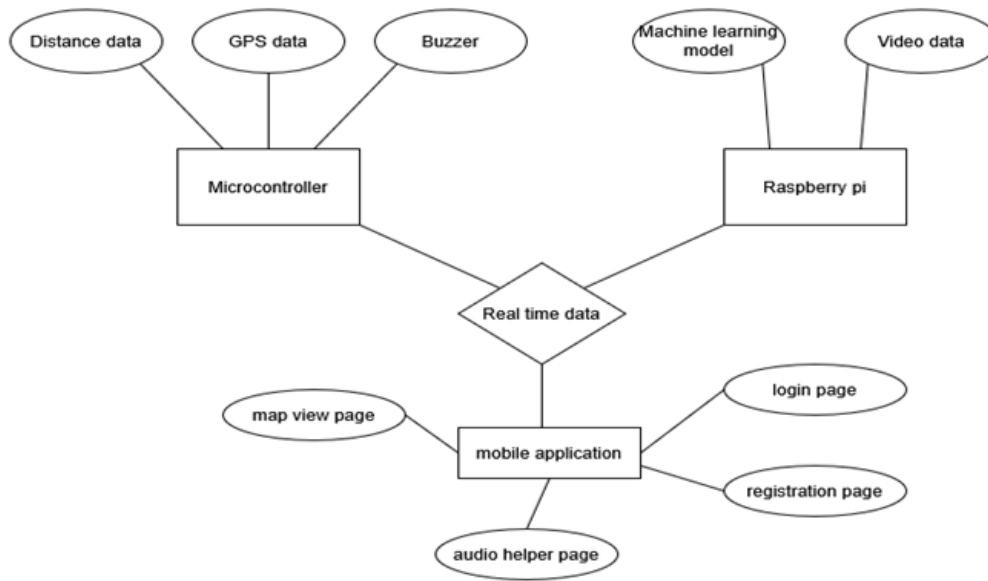 Distance data
GPS data
Buzzer
Machine learning
model
Video data
Microcontroller
Raspberry pi
Real time data
map view page
login page
mobile application
registration page
audio helper page